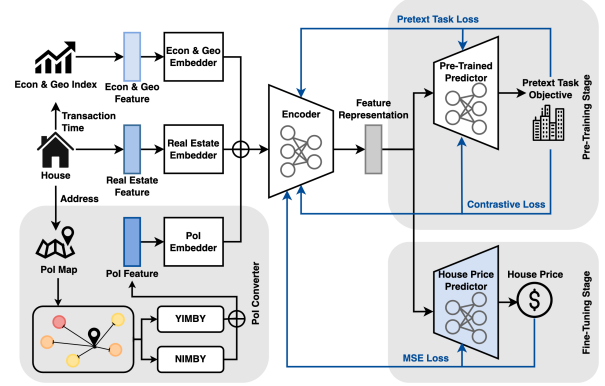 Pretext Task Loss
Econ & Geo
Embedder
Econ & Geo Index
Econ & Geo
Feature
Transaction
Time
Encoder
Feature
Representation
Pre-Trained
Predictor
Pretext Task
Objective
Pre-Training Stage
House
Real Estate
Feature
Real Estate
Embedder
Address
Contrastive Loss
PoI Map
PoI Feature
PoI
Embedder
PoI Converter
YIMBY
NIMBY
House Price
Predictor
House Price
$
MSE Loss
Fine-Tuning Stage